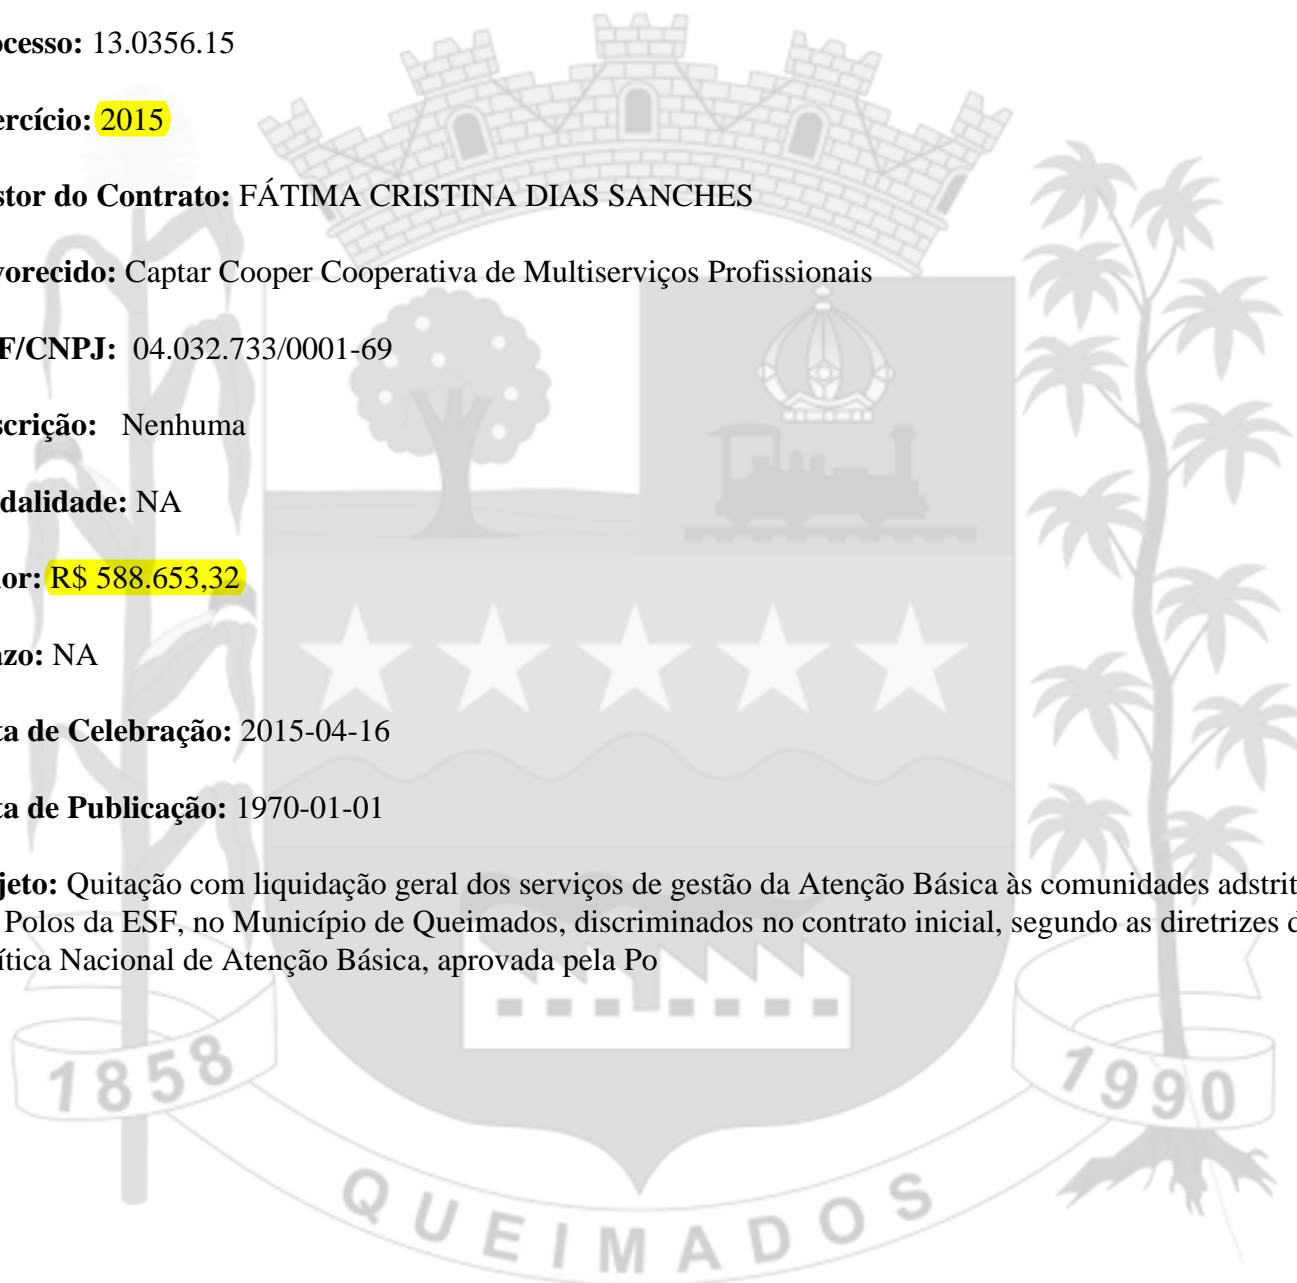 ocesso: 13.0356.15
ercício: 2015
stor do Contrato: FÁTIMA CRISTINA DIAS SANCHES
vorecido: Captar Cooper Cooperativa de Multiserviços Profissionais
F/CNPJ: 04.032.733/0001-69
scrição: Nenhuma
dalidade: NA
lor: R$ 588.653,32
azo: NA
ta de Celebração: 2015-04-16
ta de Publicação: 1970-01-01
jeto: Quitação com liquidação geral dos serviços de gestão da Atenção Básica às comunidades adstrit
Polos da ESF, no Município de Queimados, discriminados no contrato inicial, segundo as diretrizes d
ítica Nacional de Atenção Básica, aprovada pela Po
1858
1990
QUEIMADOS